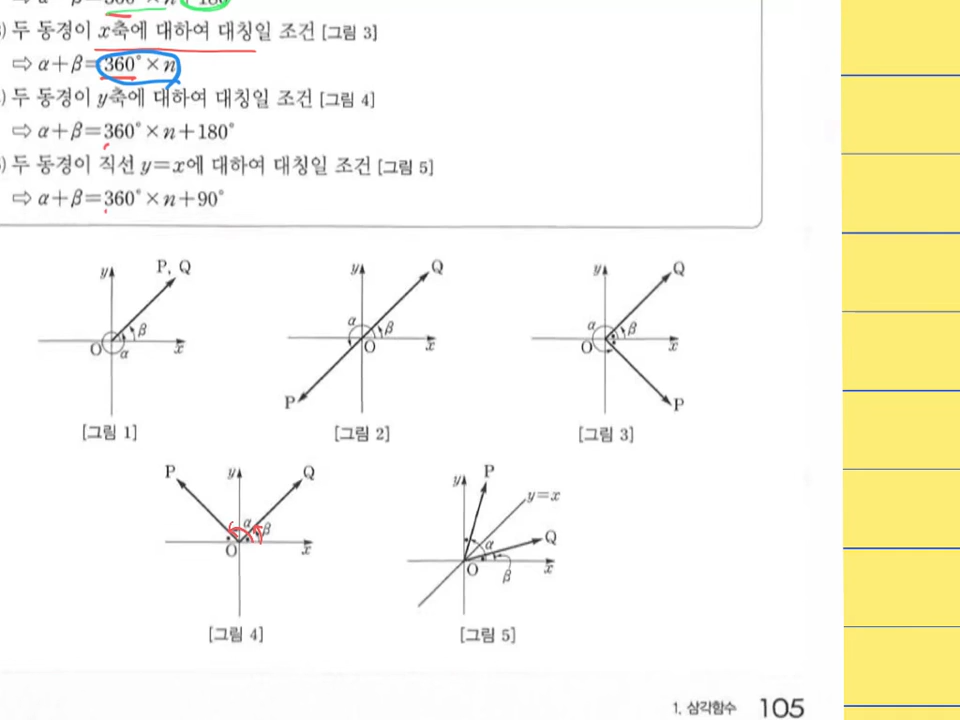 두 동경이 x축에 대하여 대칭일 조건 [그림 3]
⇨ α+β=360°×n
두 동경이 y축에 대하여 대칭일 조건 [그림 4]
⇨ α+β=360°×n+180°
두 동경이 직선 y=x에 대하여 대칭일 조건 [그림 5]
⇨ α+β=360°×n+90°
y P, Q β O α x
[그림 1]
y Q α β O x P
[그림 2]
y Q α β O x P
[그림 3]
P y Q α β O x
[그림 4]
y P y=x α Q O β x
[그림 5]
1. 삼각함수 105